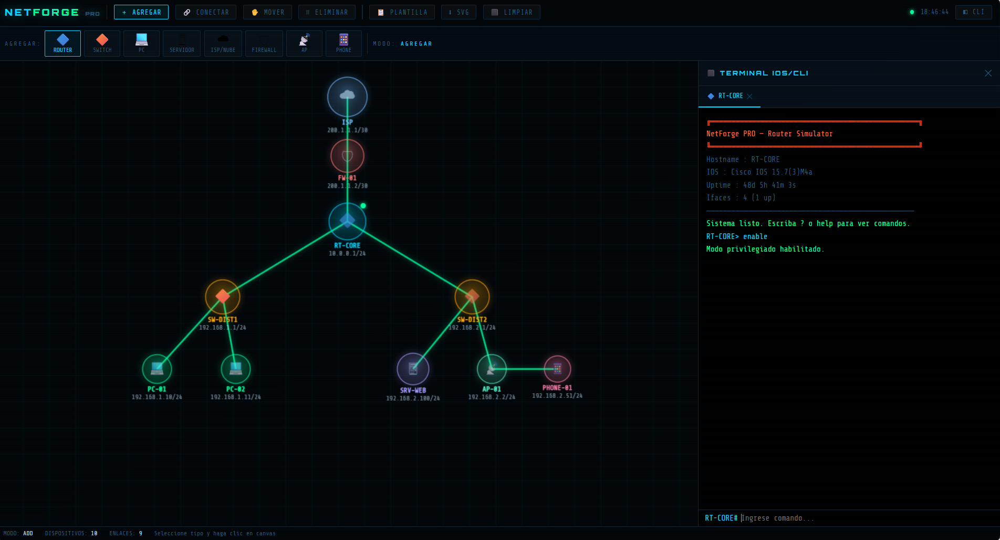 NETFORGE PRO
+ AGREGAR
CONECTAR
MOVER
ELIMINAR
PLANTILLA
SVG
LIMPIAR
18:46:44
CLI
AGREGAR:
ROUTER
SWITCH
PC
SERVIDOR
ISP/NUBE
FIREWALL
AP
PHONE
MODO: AGREGAR
ISP
200.1.1.1/30
FW-01
200.1.1.2/30
RT-CORE
10.0.0.1/24
SW-DIST1
192.168.1.1/24
SW-DIST2
192.168.2.1/24
PC-01
192.168.1.10/24
PC-02
192.168.1.11/24
SRV-WEB
192.168.2.100/24
AP-01
192.168.2.2/24
PHONE-01
192.168.2.51/24
TERMINAL IOS/CLI
RT-CORE
NetForge PRO — Router Simulator
Hostname : RT-CORE
IOS : Cisco IOS 15.7(3)M4a
Uptime : 48d 5h 41m 3s
Ifaces : 4 (1 up)
Sistema listo. Escriba ? o help para ver comandos.
RT-CORE> enable
Modo privilegiado habilitado.
RT-CORE# Ingrese comando...
MODO: ADD
DISPOSITIVOS: 10
ENLACES: 9
Seleccione tipo y haga clic en canvas